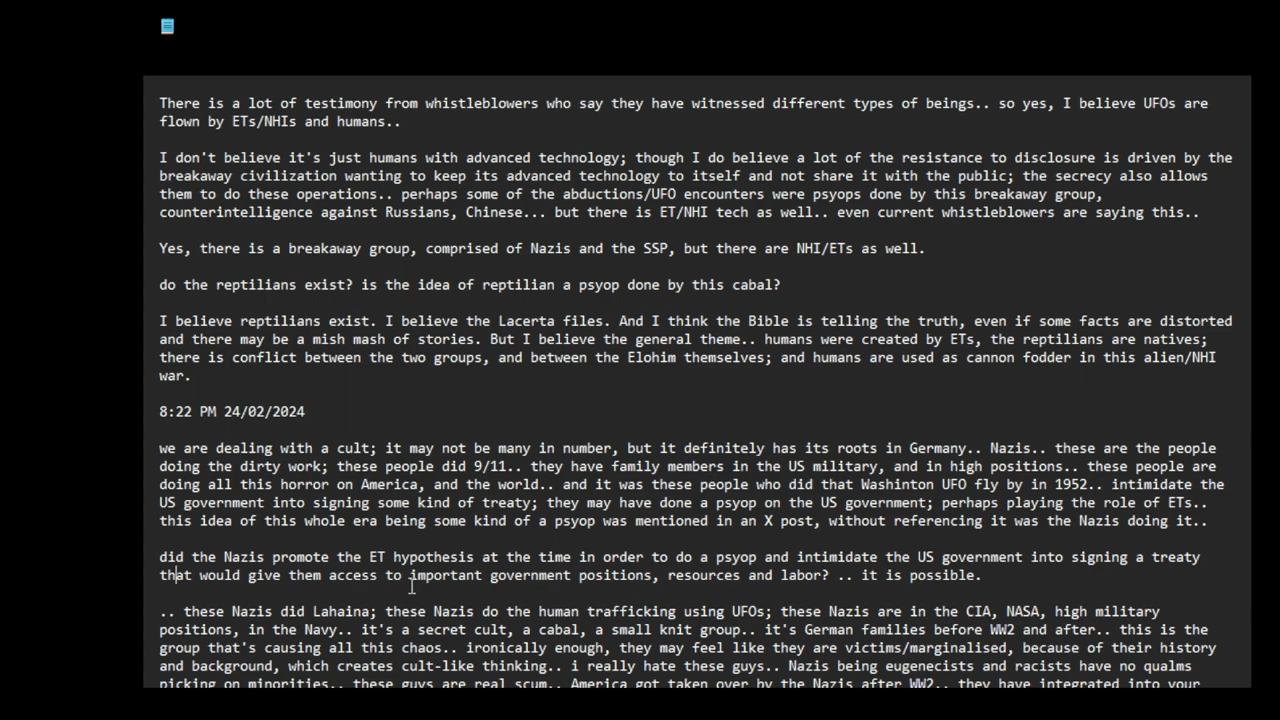 There is a lot of testimony from whistleblowers who say they have witnessed different types of beings.. so yes, I believe UFOs are
flown by ETs/NHIs and humans..
I don't believe it's just humans with advanced technology; though I do believe a lot of the resistance to disclosure is driven by the
breakaway civilization wanting to keep its advanced technology to itself and not share it with the public; the secrecy also allows
them to do these operations.. perhaps some of the abductions/UFO encounters were psyops done by this breakaway group,
counterintelligence against Russians, Chinese... but there is ET/NHI tech as well.. even current whistleblowers are saying this..
Yes, there is a breakaway group, comprised of Nazis and the SSP, but there are NHI/ETs as well.
do the reptilians exist? is the idea of reptilian a psyop done by this cabal?
I believe reptilians exist. I believe the Lacerta files. And I think the Bible is telling the truth, even if some facts are distorted
and there may be a mish mash of stories. But I believe the general theme.. humans were created by ETs, the reptilians are natives;
there is conflict between the two groups, and between the Elohim themselves; and humans are used as cannon fodder in this alien/NHI
war.
8:22 PM 24/02/2024
we are dealing with a cult; it may not be many in number, but it definitely has its roots in Germany.. Nazis.. these are the people
doing the dirty work; these people did 9/11.. they have family members in the US military, and in high positions.. these people are
doing all this horror on America, and the world.. and it was these people who did that Washinton UFO fly by in 1952.. intimidate the
US government into signing some kind of treaty; they may have done a psyop on the US government; perhaps playing the role of ETs..
this idea of this whole era being some kind of a psyop was mentioned in an X post, without referencing it was the Nazis doing it..
did the Nazis promote the ET hypothesis at the time in order to do a psyop and intimidate the US government into signing a treaty
that would give them access to important government positions, resources and labor? .. it is possible.
.. these Nazis did Lahaina; these Nazis do the human trafficking using UFOs; these Nazis are in the CIA, NASA, high military
positions, in the Navy.. it's a secret cult, a cabal, a small knit group.. it's German families before WW2 and after.. this is the
group that's causing all this chaos.. ironically enough, they may feel like they are victims/marginalised, because of their history
and background, which creates cult-like thinking.. i really hate these guys.. Nazis being eugenecists and racists have no qualms
picking on minorities.. these guys are real scum.. America got taken over by the Nazis after WW2.. they have integrated into your